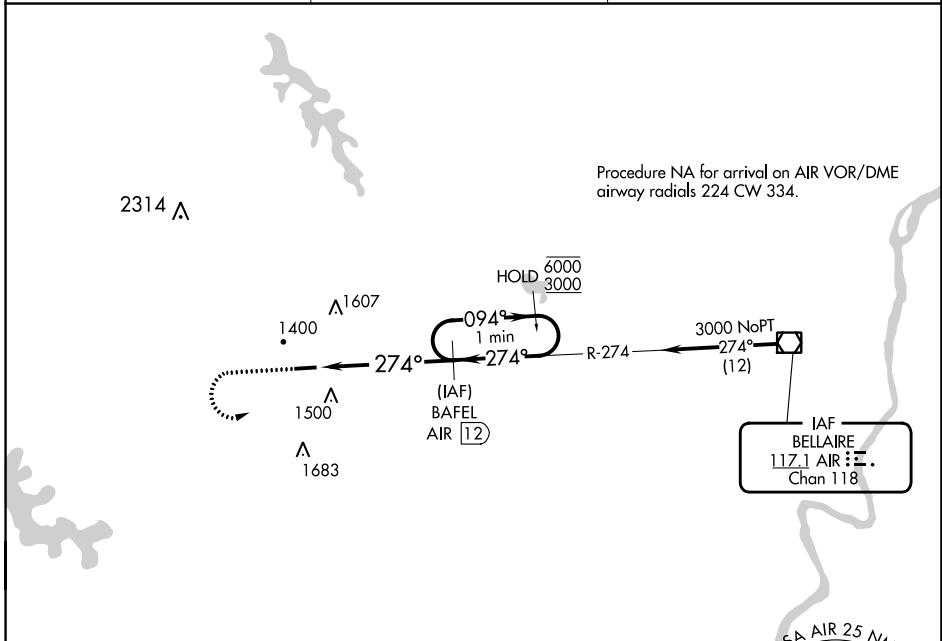 Procedure NA for arrival on AIR VOR/DME
airway radials 224 CW 334.
2314
HOLD 6000
3000
1607
1400
094°
1 min
3000 NoPT
274°
274°
R-274
274°
(12)
(IAF)
BAFEL
AIR 12
1500
1683
IAF
BELLAIRE
117.1 AIR
Chan 118
SA AIR 25